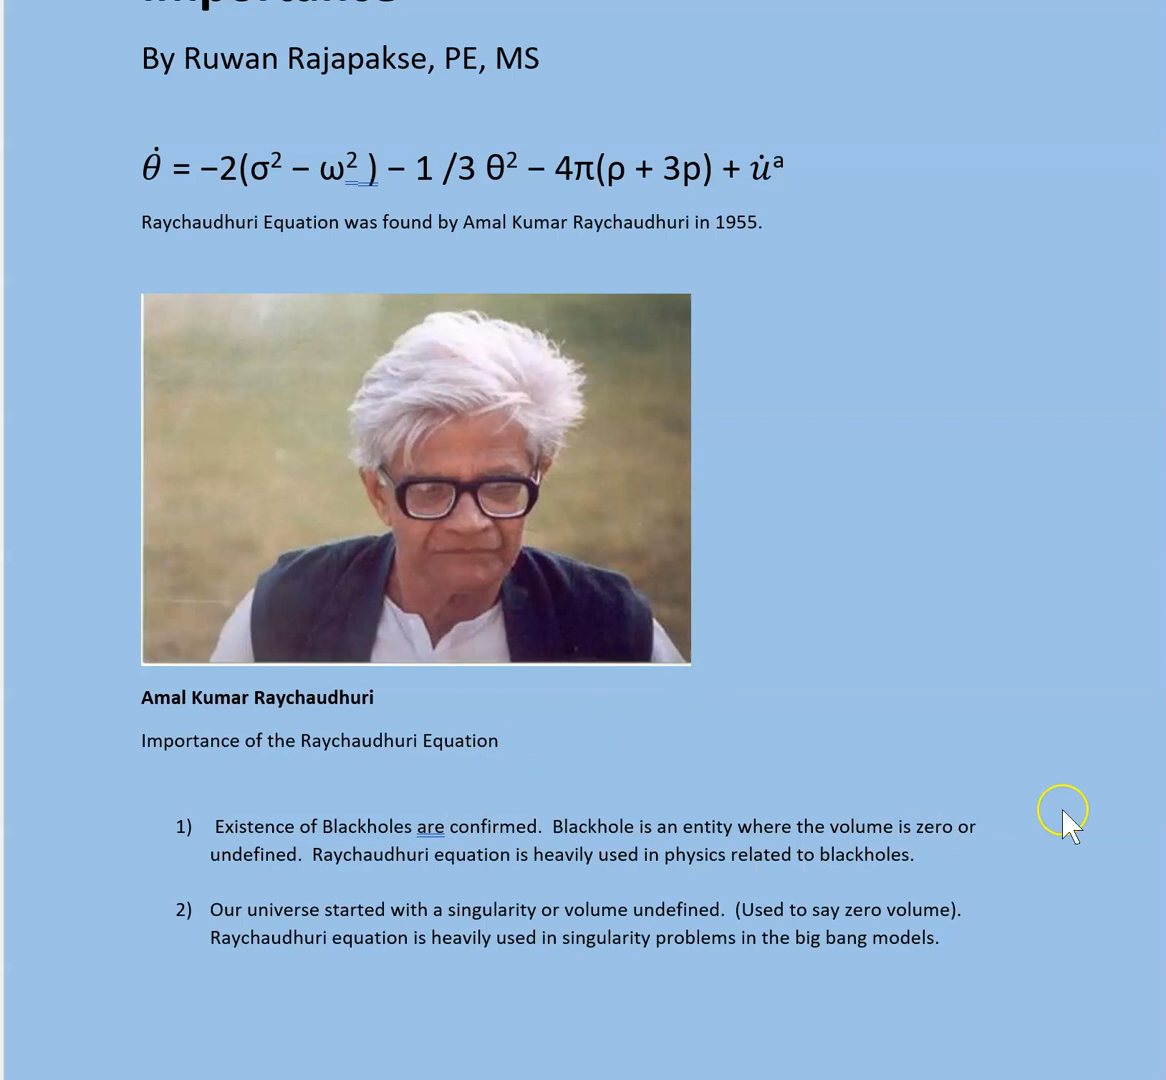 Importance
By Ruwan Rajapakse, PE, MS
θ̇ = −2(σ² − ω² ) − 1 /3 θ² − 4π(ρ + 3p) + u̇ᵃ
Raychaudhuri Equation was found by Amal Kumar Raychaudhuri in 1955.
Amal Kumar Raychaudhuri
Importance of the Raychaudhuri Equation
1) Existence of Blackholes are confirmed. Blackhole is an entity where the volume is zero or
undefined. Raychaudhuri equation is heavily used in physics related to blackholes.
2) Our universe started with a singularity or volume undefined. (Used to say zero volume).
Raychaudhuri equation is heavily used in singularity problems in the big bang models.